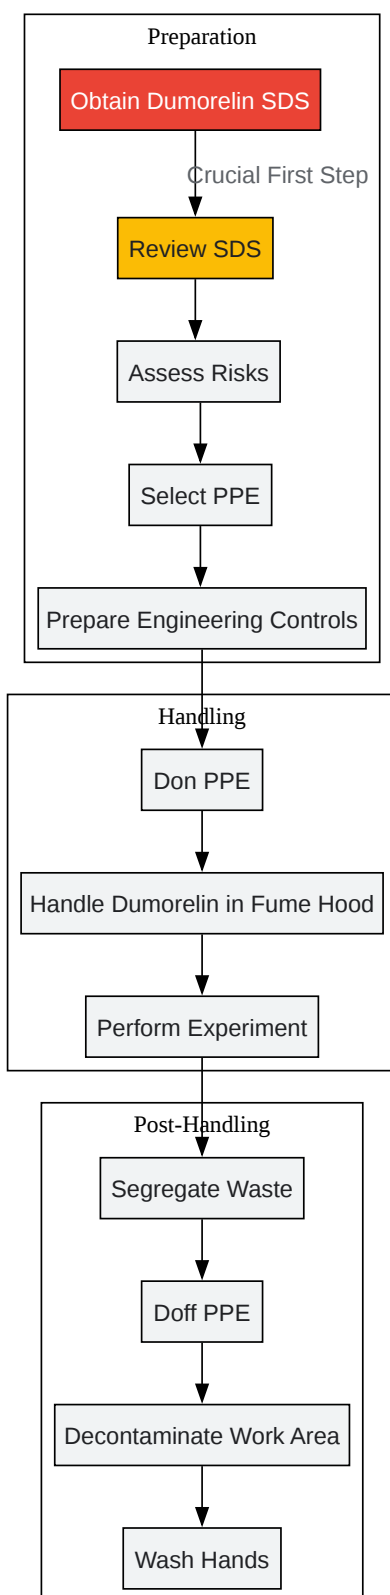 Preparation
Obtain Dumorelin SDS
Crucial First Step
Review SDS
Assess Risks
Select PPE
Prepare Engineering Controls
Handling
Don PPE
Handle Dumorelin in Fume Hood
Perform Experiment
Post-Handling
Segregate Waste
Doff PPE
Decontaminate Work Area
Wash Hands